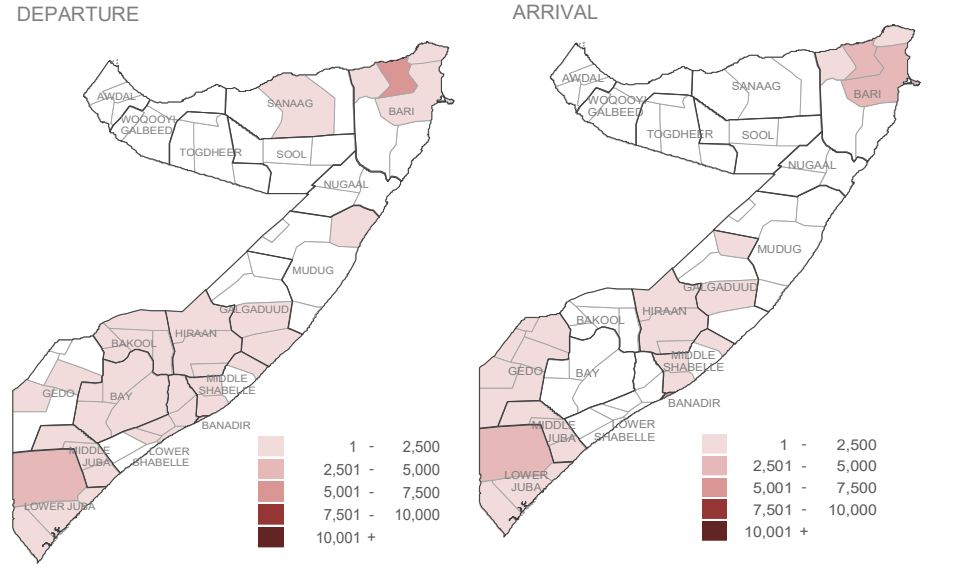 DEPARTURE
AWDAL
WOQOOYI
GALBEED
TOGDHEER
SANAAG
SOOL
BARI
NUGAAL
MUDUG
GALGADUUD
HIRAAN
BAKOOL
GEDO
BAY
MIDDLE
SHABELLE
BANADIR
LOWER
SHABELLE
MIDDLE
JUBA
LOWER JUBA
1 - 2,500
2,501 - 5,000
5,001 - 7,500
7,501 - 10,000
10,001 +
ARRIVAL
AWDAL
WOQOOYI
GALBEED
TOGDHEER
SANAAG
SOOL
BARI
NUGAAL
MUDUG
GALGADUUD
HIRAAN
BAKOOL
GEDO
BAY
MIDDLE
SHABELLE
BANADIR
LOWER
SHABELLE
MIDDLE
JUBA
LOWER
JUBA
1 - 2,500
2,501 - 5,000
5,001 - 7,500
7,501 - 10,000
10,001 +